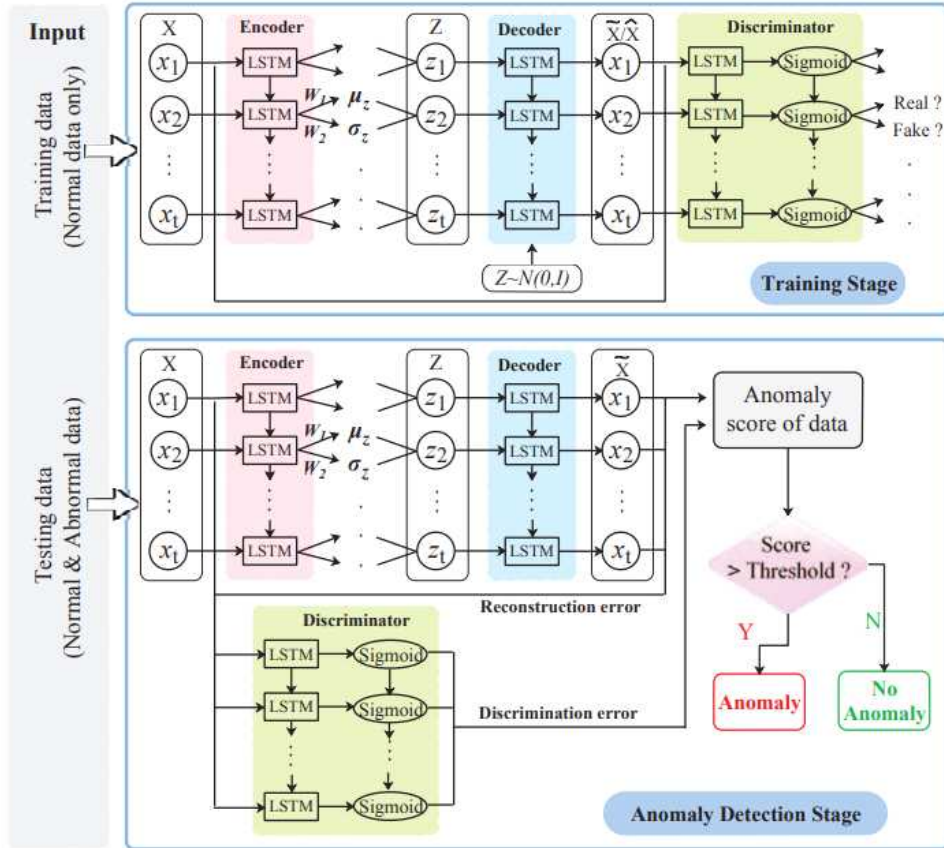 Input
Training data
(Normal data only)
X
x1
x2
⋮
xt
Encoder
LSTM
LSTM
LSTM
W1
W2
μz
σz
Z
z1
z2
⋮
zt
Decoder
LSTM
LSTM
LSTM
Z~N(0,I)
X̃/X̂
x1
x2
⋮
xt
Discriminator
LSTM
Sigmoid
LSTM
Sigmoid
LSTM
Sigmoid
Real ?
Fake ?
Training Stage
Testing data
(Normal & Abnormal data)
X
x1
x2
⋮
xt
Encoder
LSTM
LSTM
LSTM
W1
W2
μz
σz
Z
z1
z2
⋮
zt
Decoder
LSTM
LSTM
LSTM
X̃
x1
x2
⋮
xt
Reconstruction error
Discriminator
LSTM
Sigmoid
LSTM
Sigmoid
LSTM
Sigmoid
Discrimination error
Anomaly
score of data
Score
> Threshold ?
Y
N
Anomaly
No
Anomaly
Anomaly Detection Stage